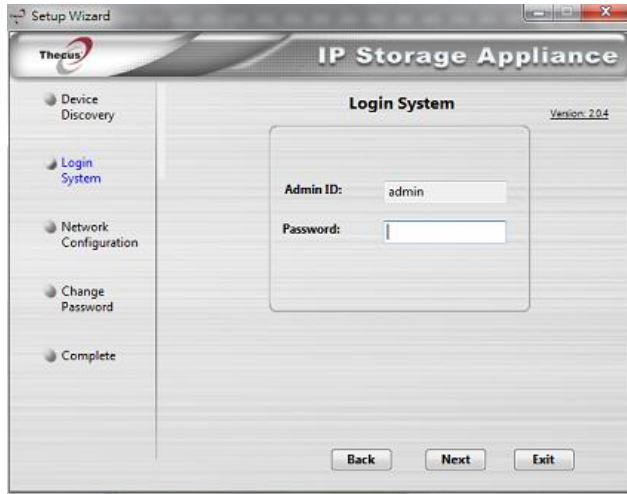 Setup Wizard
Thecus
IP Storage Appliance
Device
Discovery
Login
System
Network
Configuration
Change
Password
Complete
Login System
Version: 2.0.4
Admin ID:
admin
Password:
Back
Next
Exit